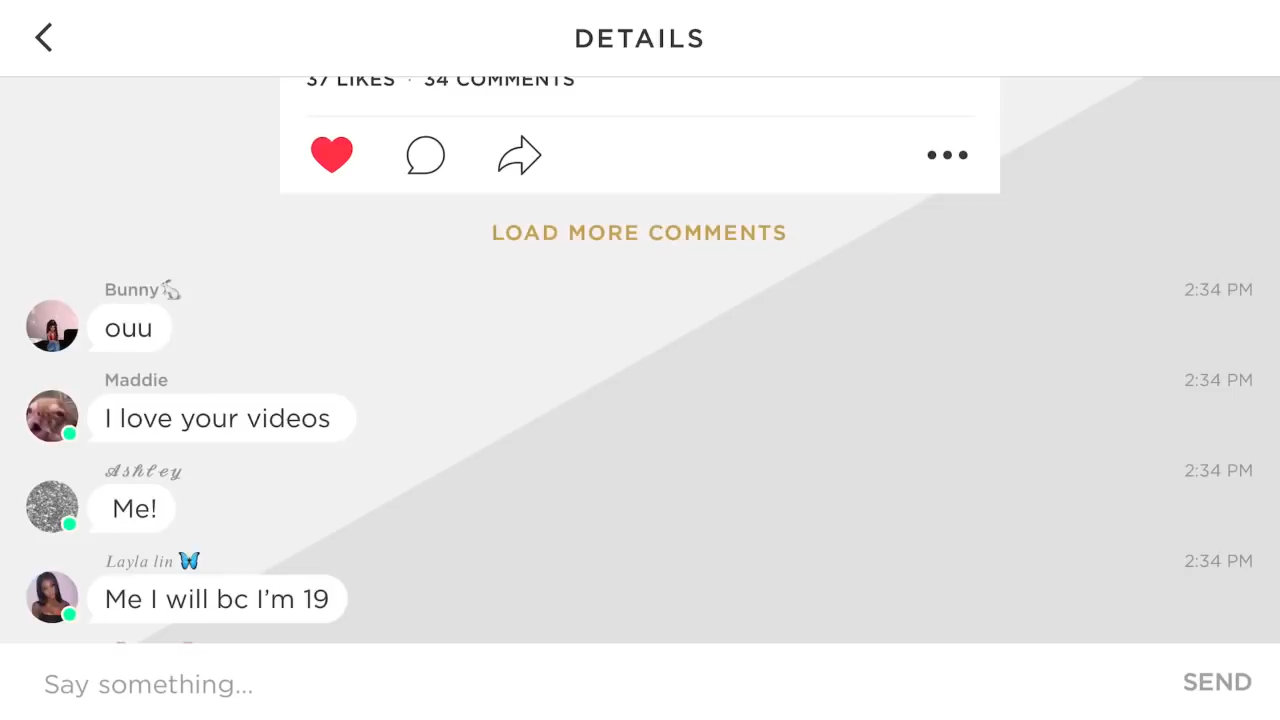 DETAILS
37 LIKES · 34 COMMENTS
LOAD MORE COMMENTS
Bunny🐇 2:34 PM
ouu
Maddie 2:34 PM
I love your videos
𝒜𝓈𝒽𝓁𝑒𝓎 2:34 PM
Me!
𝐿𝑎𝑦𝑙𝑎 𝑙𝑖𝑛 🦋 2:34 PM
Me I will bc I’m 19
Say something... SEND